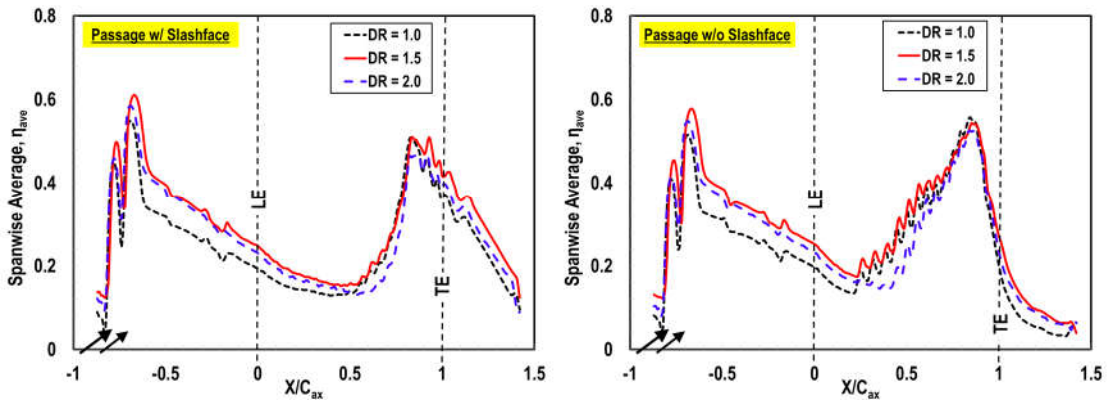 0.8
Passage w/ Slashface
DR = 1.0
DR = 1.5
DR = 2.0
0.6
0.4
0.2
0
Spanwise Average, ηave
LE
TE
-1
-0.5
0
0.5
1
1.5
X/Cax
0.8
Passage w/o Slashface
DR = 1.0
DR = 1.5
DR = 2.0
0.6
0.4
0.2
0
Spanwise Average, ηave
LE
TE
-1
-0.5
0
0.5
1
1.5
X/Cax